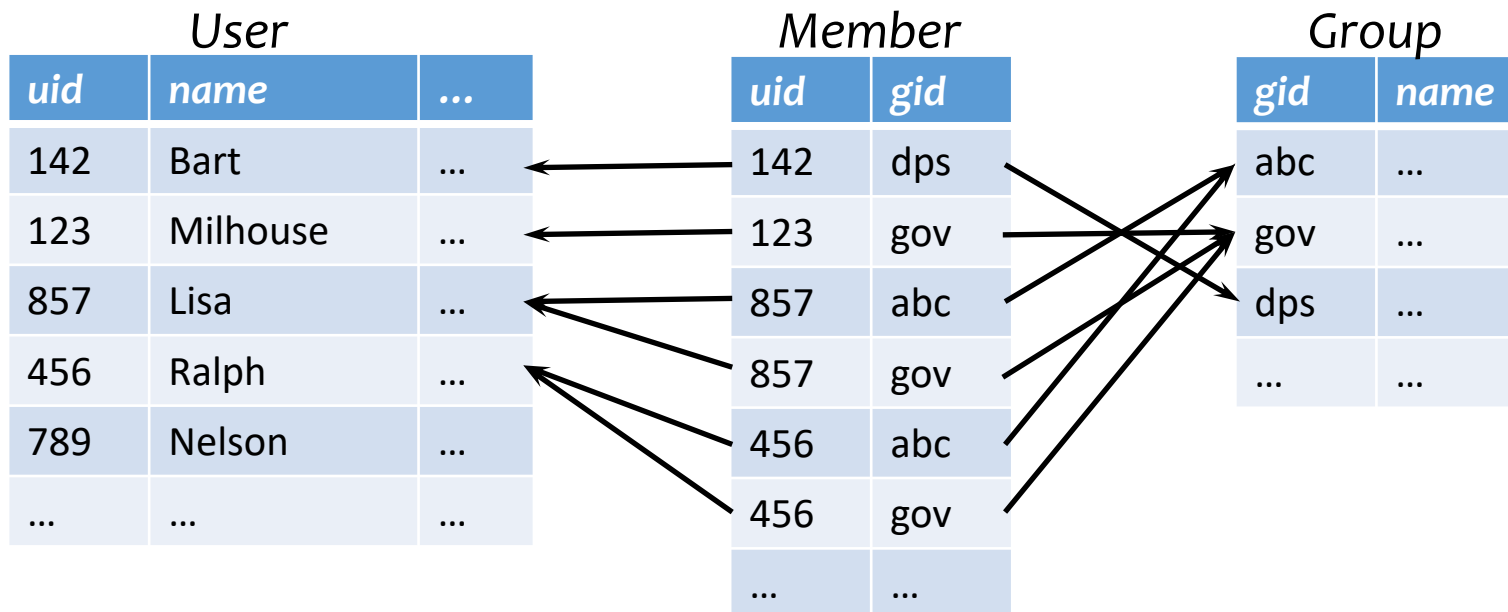 User
uid name ...
142 Bart ...
123 Milhouse ...
857 Lisa ...
456 Ralph ...
789 Nelson ...
... ... ...
Member
uid gid
142 dps
123 gov
857 abc
857 gov
456 abc
456 gov
... ...
Group
gid name
abc ...
gov ...
dps ...
... ...